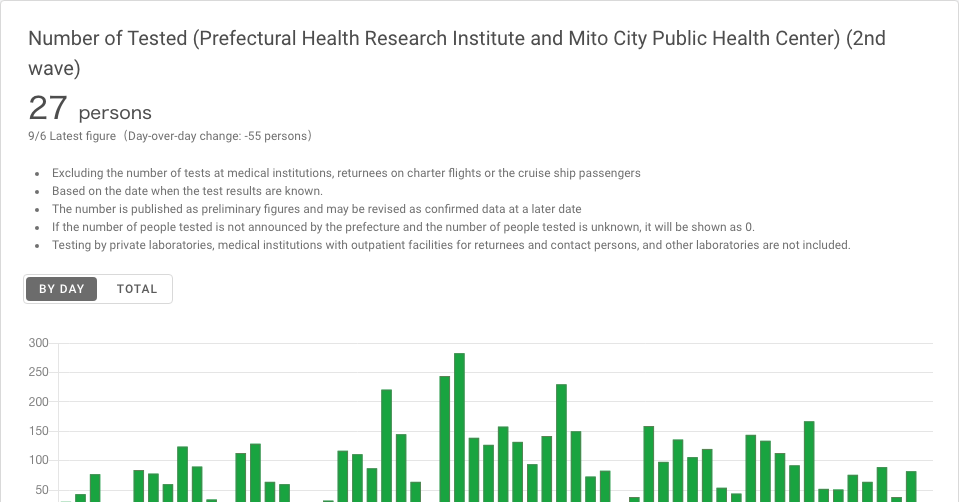 Number of Tested (Prefectural Health Research Institute and Mito City Public Health Center) (2nd
wave)
27 persons
9/6 Latest figure（Day-over-day change: -55 persons）
Excluding the number of tests at medical institutions, returnees on charter flights or the cruise ship passengers
Based on the date when the test results are known.
The number is published as preliminary figures and may be revised as confirmed data at a later date
If the number of people tested is not announced by the prefecture and the number of people tested is unknown, it will be shown as 0.
Testing by private laboratories, medical institutions with outpatient facilities for returnees and contact persons, and other laboratories are not included.
BY DAY TOTAL
300
250
200
150
100
50